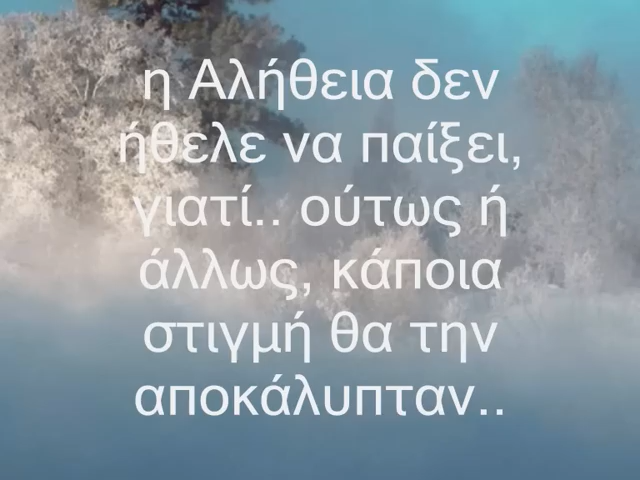 η Αλήθεια δεν
ήθελε να παίξει,
γιατί.. ούτως ή
άλλως, κάποια
στιγμή θα την
αποκάλυπταν..